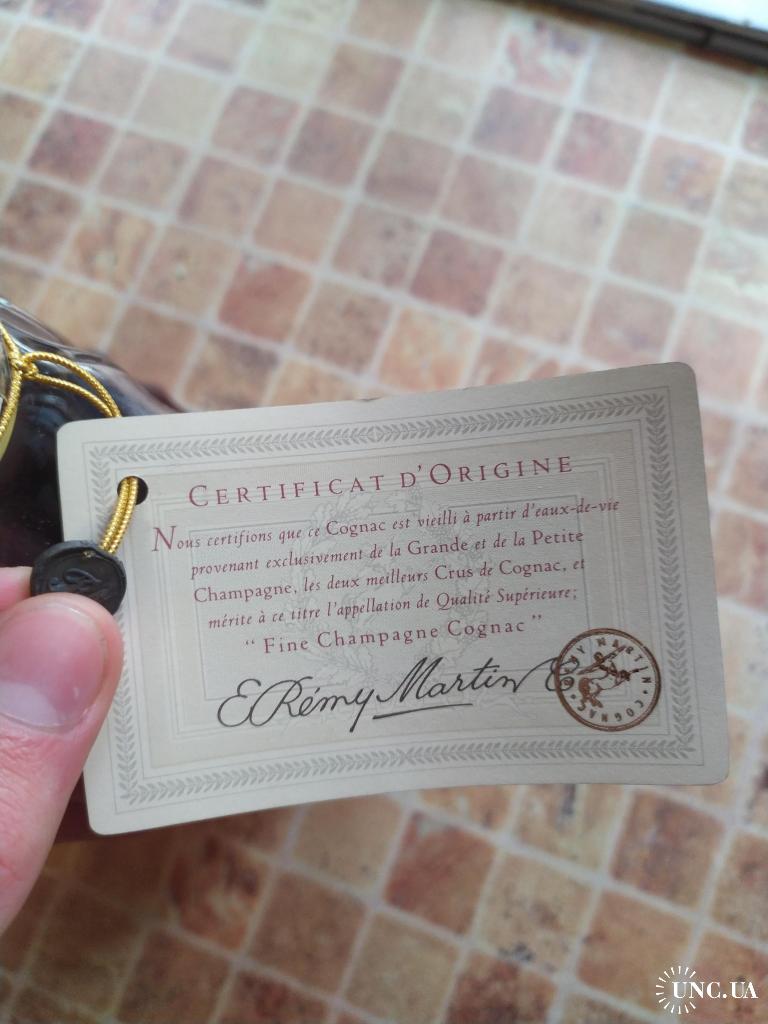 CERTIFICAT D'ORIGINE
Nous certifions que ce Cognac est vieilli à partir d'eaux-de-vie
provenant exclusivement de la Grande et de la Petite
Champagne, les deux meilleurs Crus de Cognac, et
mérite à ce titre l'appellation de Qualité Supérieure;
“ Fine Champagne Cognac ”
E Rémy Martin
RÉMY MARTIN • COGNAC •
UNC.UA